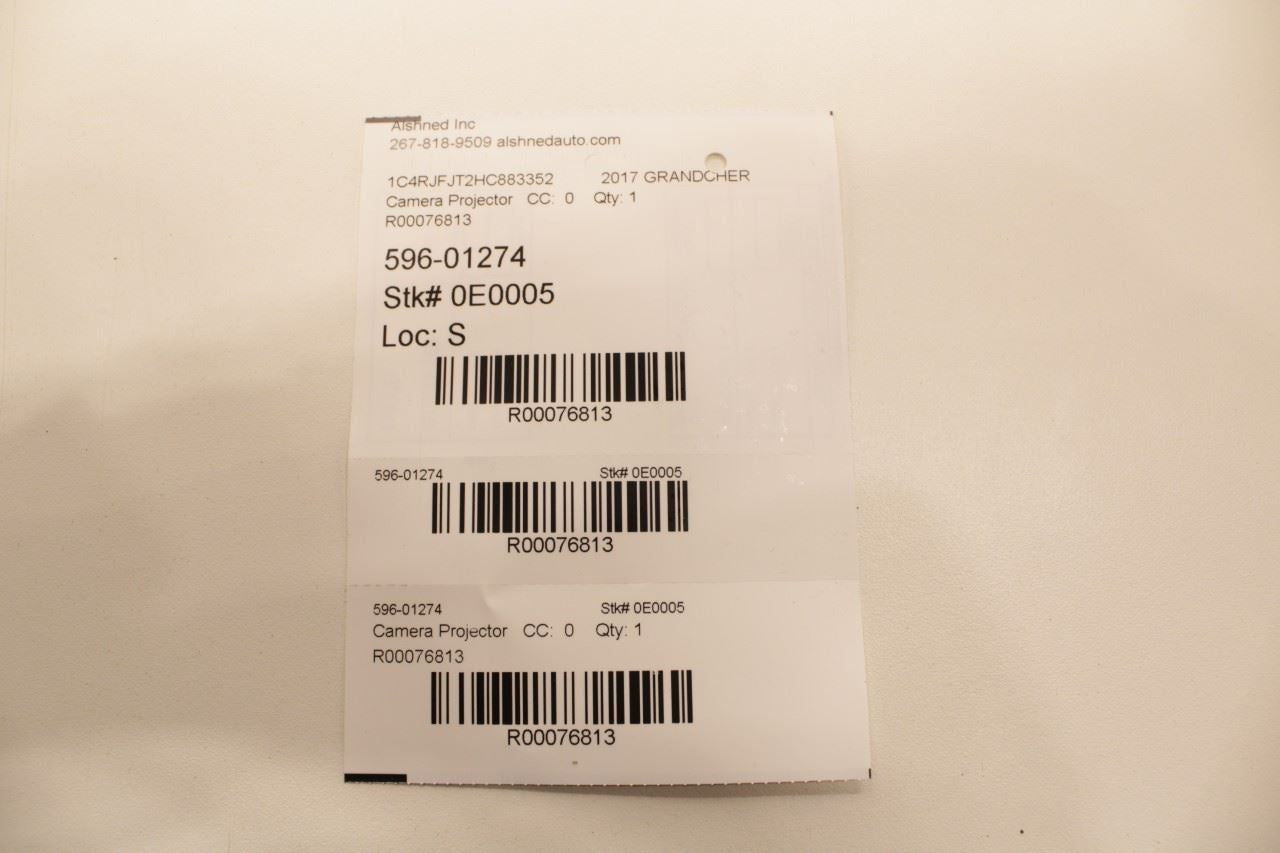 Alshned Inc
267-818-9509 alshnedauto.com
1C4RJFJT2HC883352 2017 GRANDCHER
Camera Projector CC: 0 Qty: 1
R00076813
596-01274
Stk# 0E0005
Loc: S
R00076813
596-01274 Stk# 0E0005
R00076813
596-01274 Stk# 0E0005
Camera Projector CC: 0 Qty: 1
R00076813
R00076813